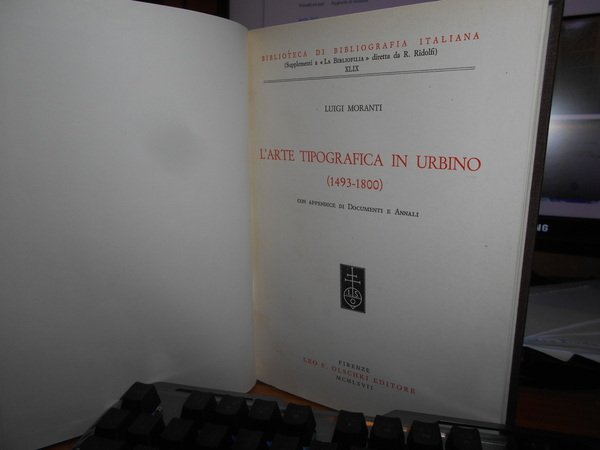 BIBLIOTECA DI BIBLIOGRAFIA ITALIANA
(Supplementi a « LA BIBLIOFILIA » diretta da R. Ridolfi)
XLIX
LUIGI MORANTI
L'ARTE TIPOGRAFICA IN URBINO
(1493-1800)
CON APPENDICE DI DOCUMENTI E ANNALI
FIRENZE
LEO S. OLSCHKI EDITORE
MCMLXVII